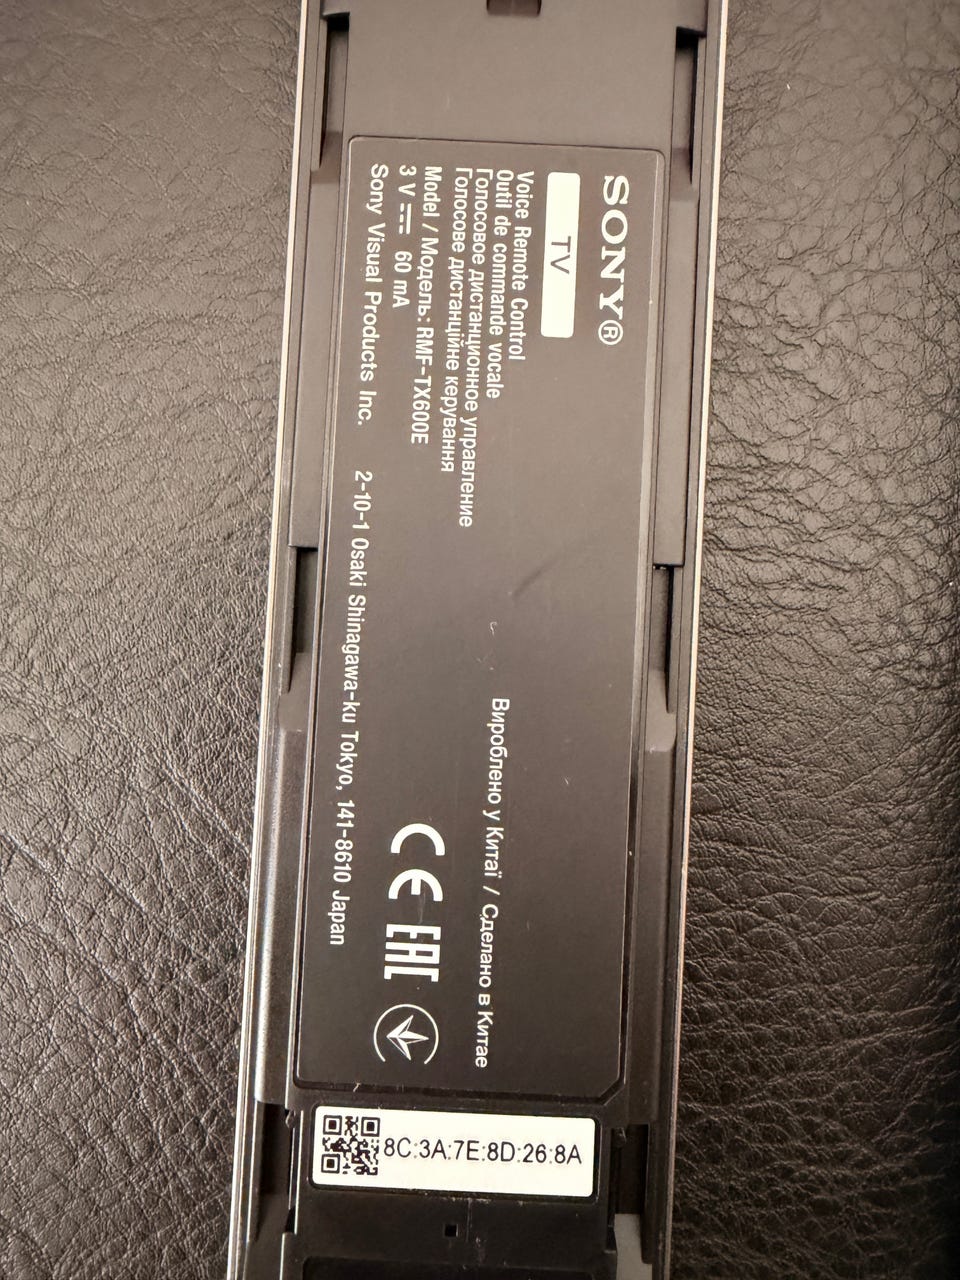 SONY®
TV
Voice Remote Control
Outil de commande vocale
Голосовое дистанционное управление
Голосове дистанційне керування
Model / Модель: RMF-TX600E
3 V 60 mA
Sony Visual Products Inc. 2-10-1 Osaki Shinagawa-ku Tokyo, 141-8610 Japan
Вироблено у Китаї / Сделано в Китае
CE EAC
8C:3A:7E:8D:26:8A